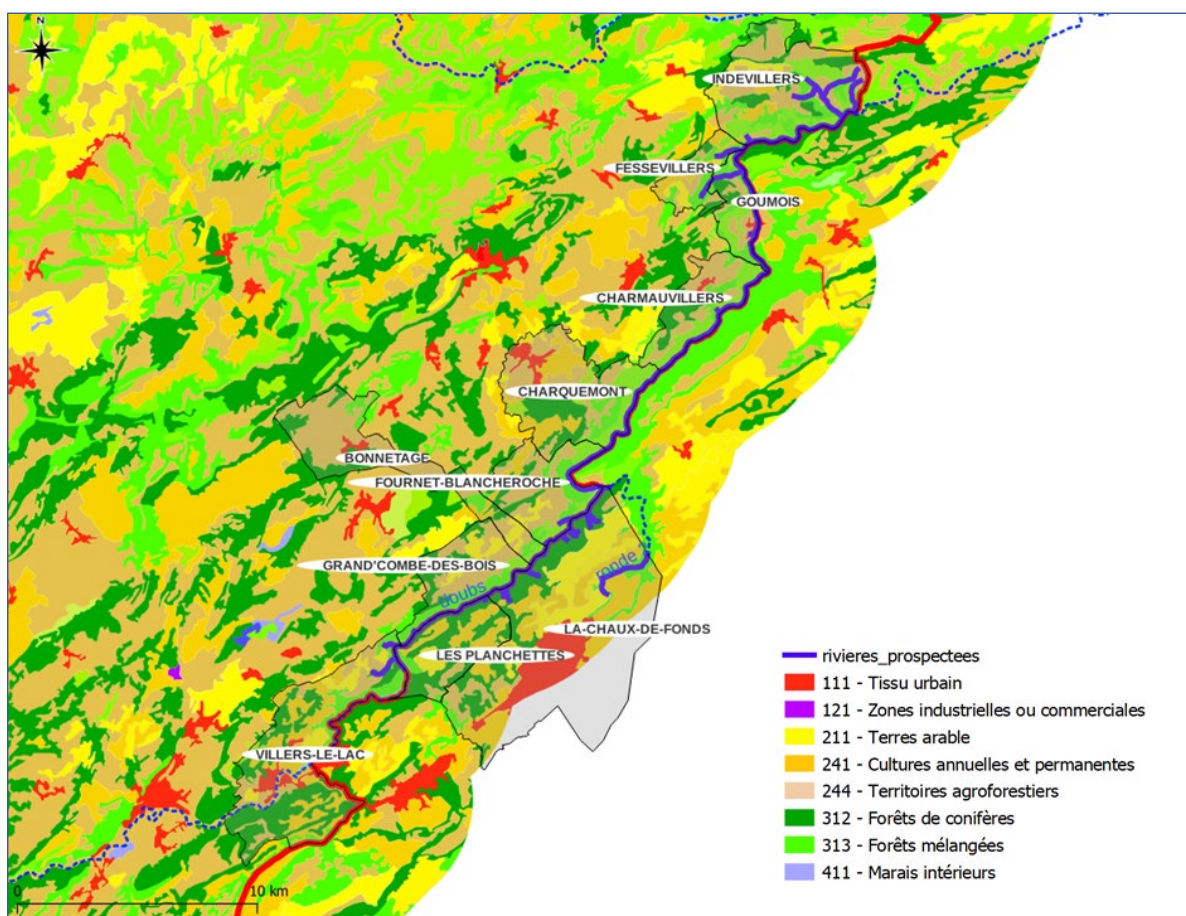 N
INDEVILLERS
FESSEVILLERS
GOUMOIS
CHARMAUVILLERS
CHARQUEMONT
BONNETAGE
FOURNET-BLANCHEROCHE
GRAND'COMBE-DES-BOIS
doubs
ronde
LA-CHAUX-DE-FONDS
LES PLANCHETTES
VILLERS-LE-LAC
rivieres_prospectees
111 - Tissu urbain
121 - Zones industrielles ou commerciales
211 - Terres arable
241 - Cultures annuelles et permanentes
244 - Territoires agroforestiers
312 - Forêts de conifères
313 - Forêts mélangées
411 - Marais intérieurs
0 10 km